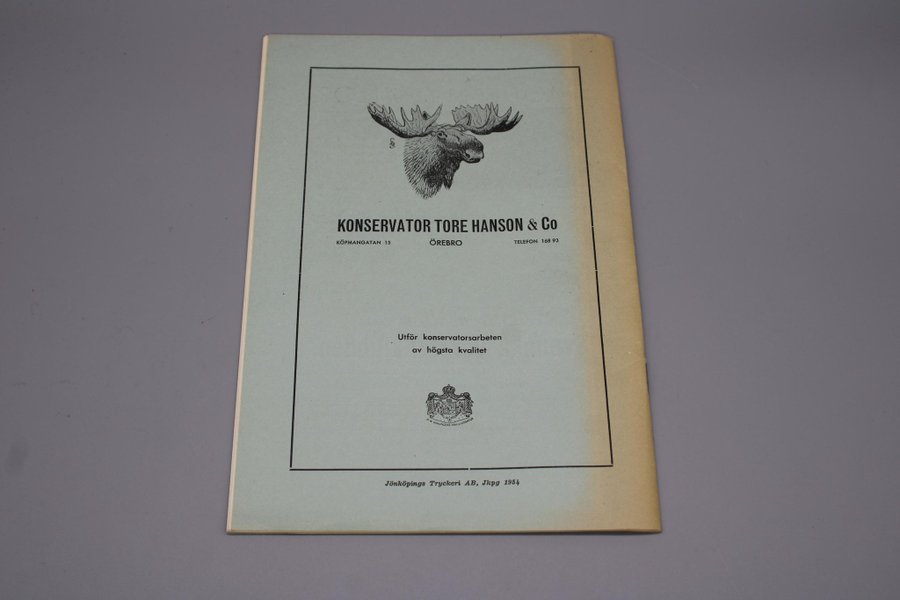 KONSERVATOR TORE HANSON & Co
KÖPMANGATAN 15 ÖREBRO TELEFON 168 93
Utför konservatorsarbeten
av högsta kvalitet
Jönköpings Tryckeri AB, Jkpg 1954